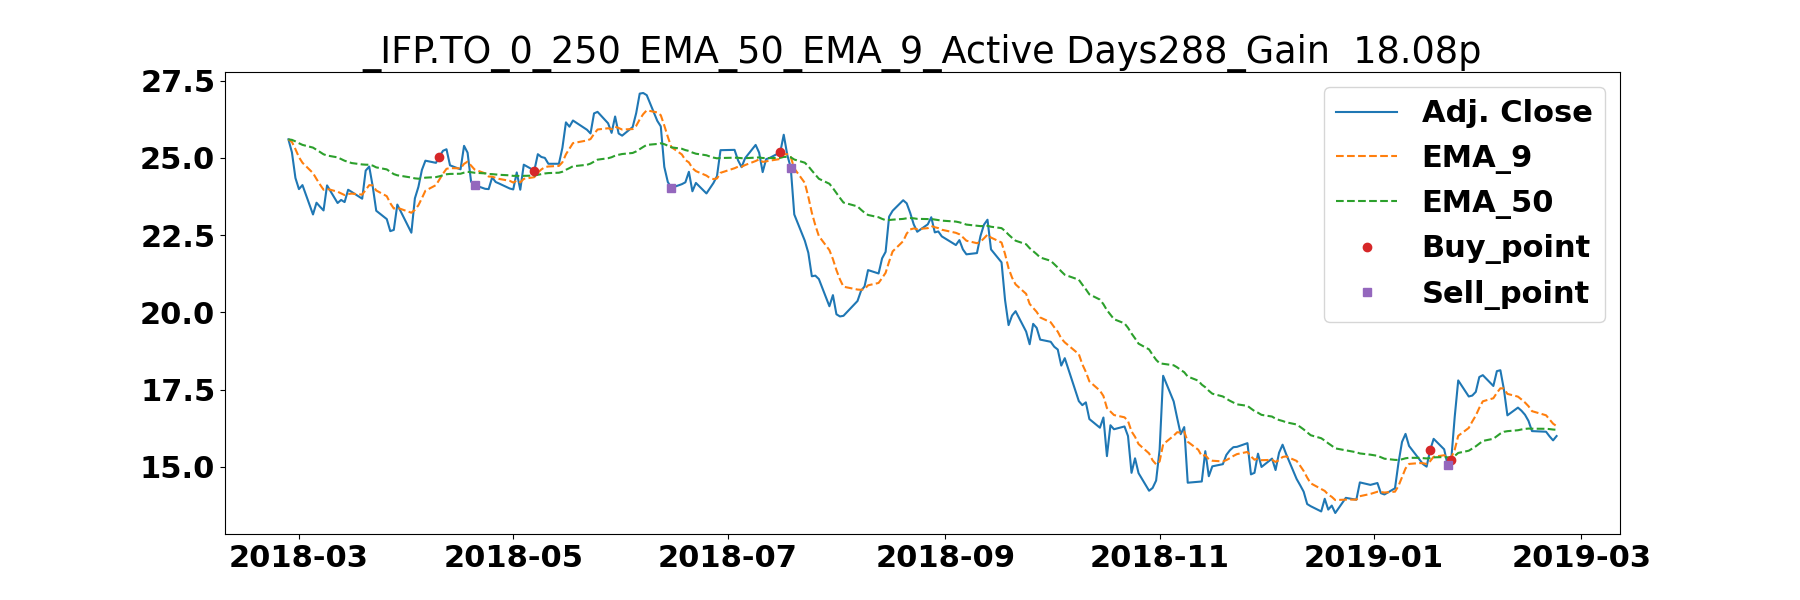 _IFP.TO_0_250_EMA_50_EMA_9_Active Days288_Gain  18.08p
27.5
25.0
22.5
20.0
17.5
15.0
Adj. Close
EMA_9
EMA_50
Buy_point
Sell_point
2018-03 2018-05 2018-07 2018-09 2018-11 2019-01 2019-03